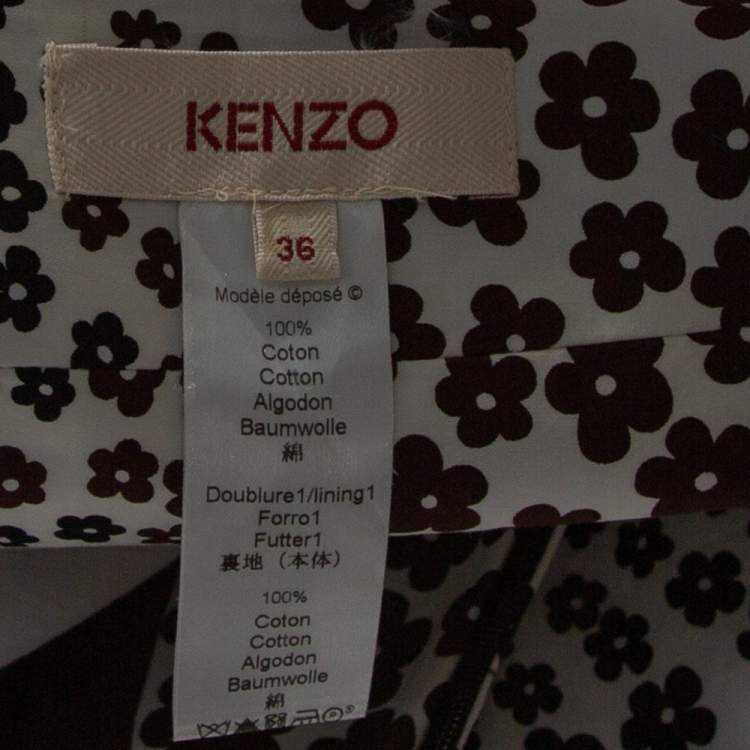 KENZO
36
Modèle déposé ©
100%
Coton
Cotton
Algodon
Baumwolle
綿
Doublure1/lining1
Forro1
Futter1
裏地（本体）
100%
Coton
Cotton
Algodon
Baumwolle
綿